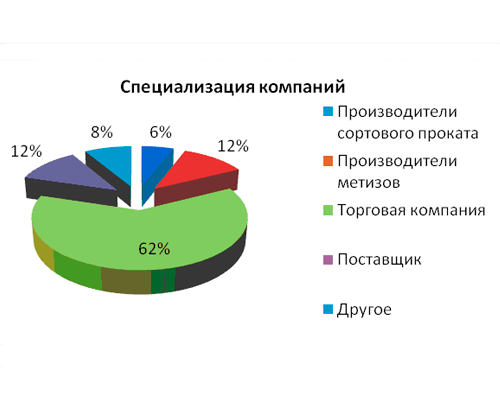 Специализация компаний
8%
6%
12%
12%
62%
Производители
сортового проката
Производители
метизов
Торговая компания
Поставщик
Другое